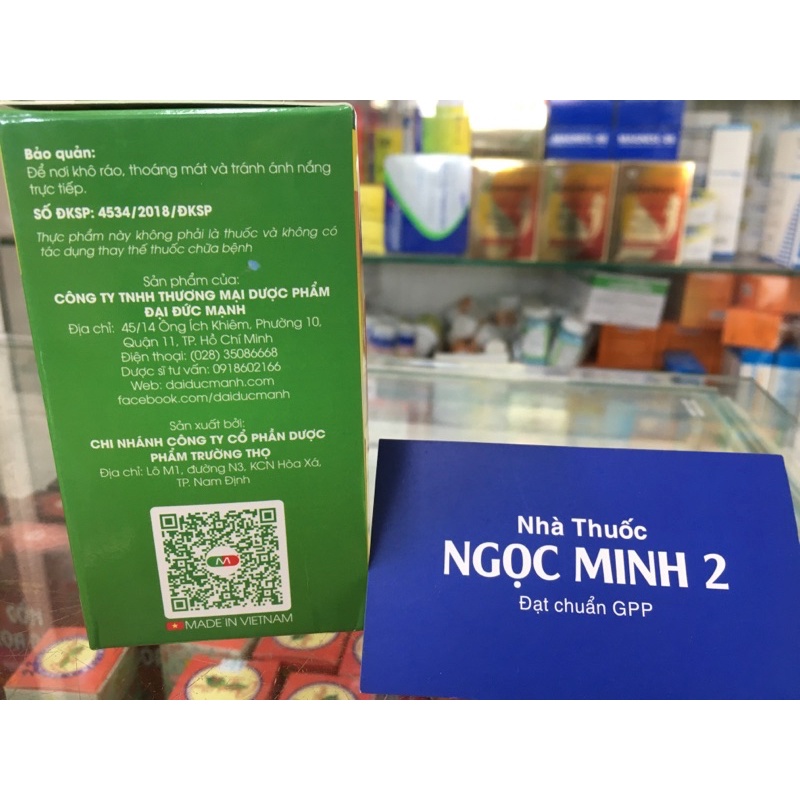 Bảo quản:
Để nơi khô ráo, thoáng mát và tránh ánh nắng
trực tiếp.
SỐ ĐKSP: 4534/2018/ĐKSP
Thực phẩm này không phải là thuốc và không có
tác dụng thay thế thuốc chữa bệnh
Sản phẩm của:
CÔNG TY TNHH THƯƠNG MẠI DƯỢC PHẨM
ĐẠI ĐỨC MẠNH
Địa chỉ: 45/14 Ông Ích Khiêm, Phường 10,
Quận 11, TP. Hồ Chí Minh
Điện thoại: (028) 35086668
Dược sĩ tư vấn: 0918602166
Web: daiducmanh.com
facebook.com/daiducmanh
Sản xuất bởi:
CHI NHÁNH CÔNG TY CỔ PHẦN DƯỢC
PHẨM TRƯỜNG THỌ
Địa chỉ: Lô M1, đường N3, KCN Hòa Xá,
TP. Nam Định
M
MADE IN VIETNAM
Nhà Thuốc
NGỌC MINH 2
Đạt chuẩn GPP